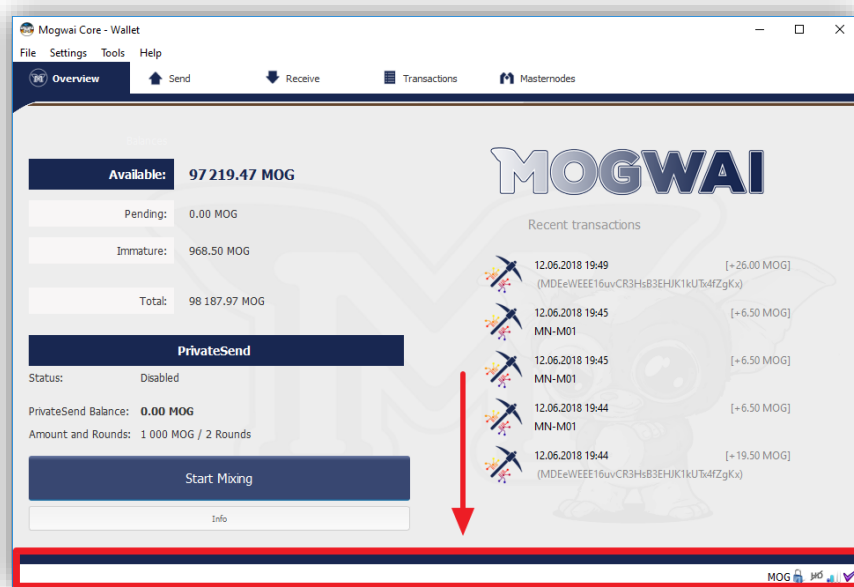 Mogwai Core - Wallet
File Settings Tools Help
Overview Send Receive Transactions Masternodes
Available: 97 219.47 MOG
Pending: 0.00 MOG
Immature: 968.50 MOG
Total: 98 187.97 MOG
PrivateSend
Status: Disabled
PrivateSend Balance: 0.00 MOG
Amount and Rounds: 1 000 MOG / 2 Rounds
Start Mixing
Info
MOGWAI
Recent transactions
12.06.2018 19:49 [+26.00 MOG]
(MDEeWEEE16uvCR3HsB3EHJK1kUTx4fZgKx)
12.06.2018 19:45 [+6.50 MOG]
MN-M01
12.06.2018 19:45 [+6.50 MOG]
MN-M01
12.06.2018 19:44 [+6.50 MOG]
MN-M01
12.06.2018 19:44 [+19.50 MOG]
(MDEeWEEE16uvCR3HsB3EHJK1kUTx4fZgKx)
MOG HD